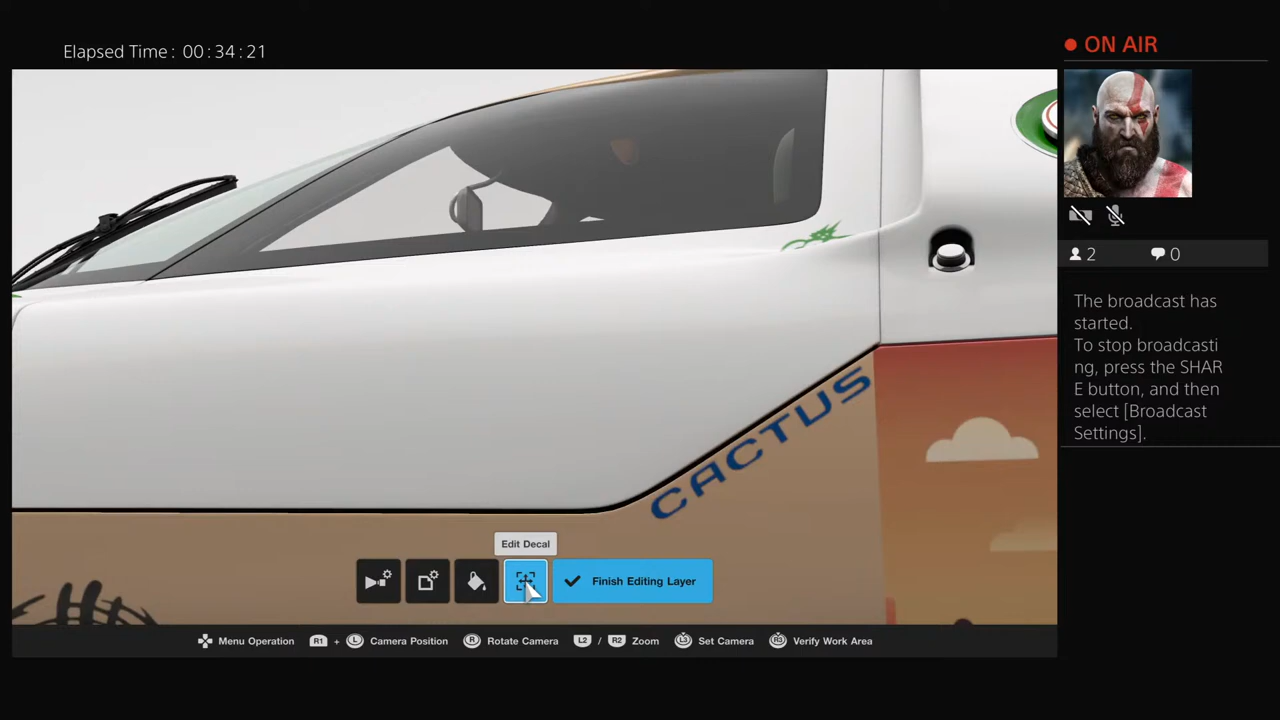 Elapsed Time: 00:34:21
ON AIR
2
0
The broadcast has
started.
To stop broadcasti
ng, press the SHAR
E button, and then
select [Broadcast
Settings].
CACTUS
Edit Decal
Finish Editing Layer
Menu Operation R1 + L Camera Position R Rotate Camera L2 / R2 Zoom L3 Set Camera R3 Verify Work Area